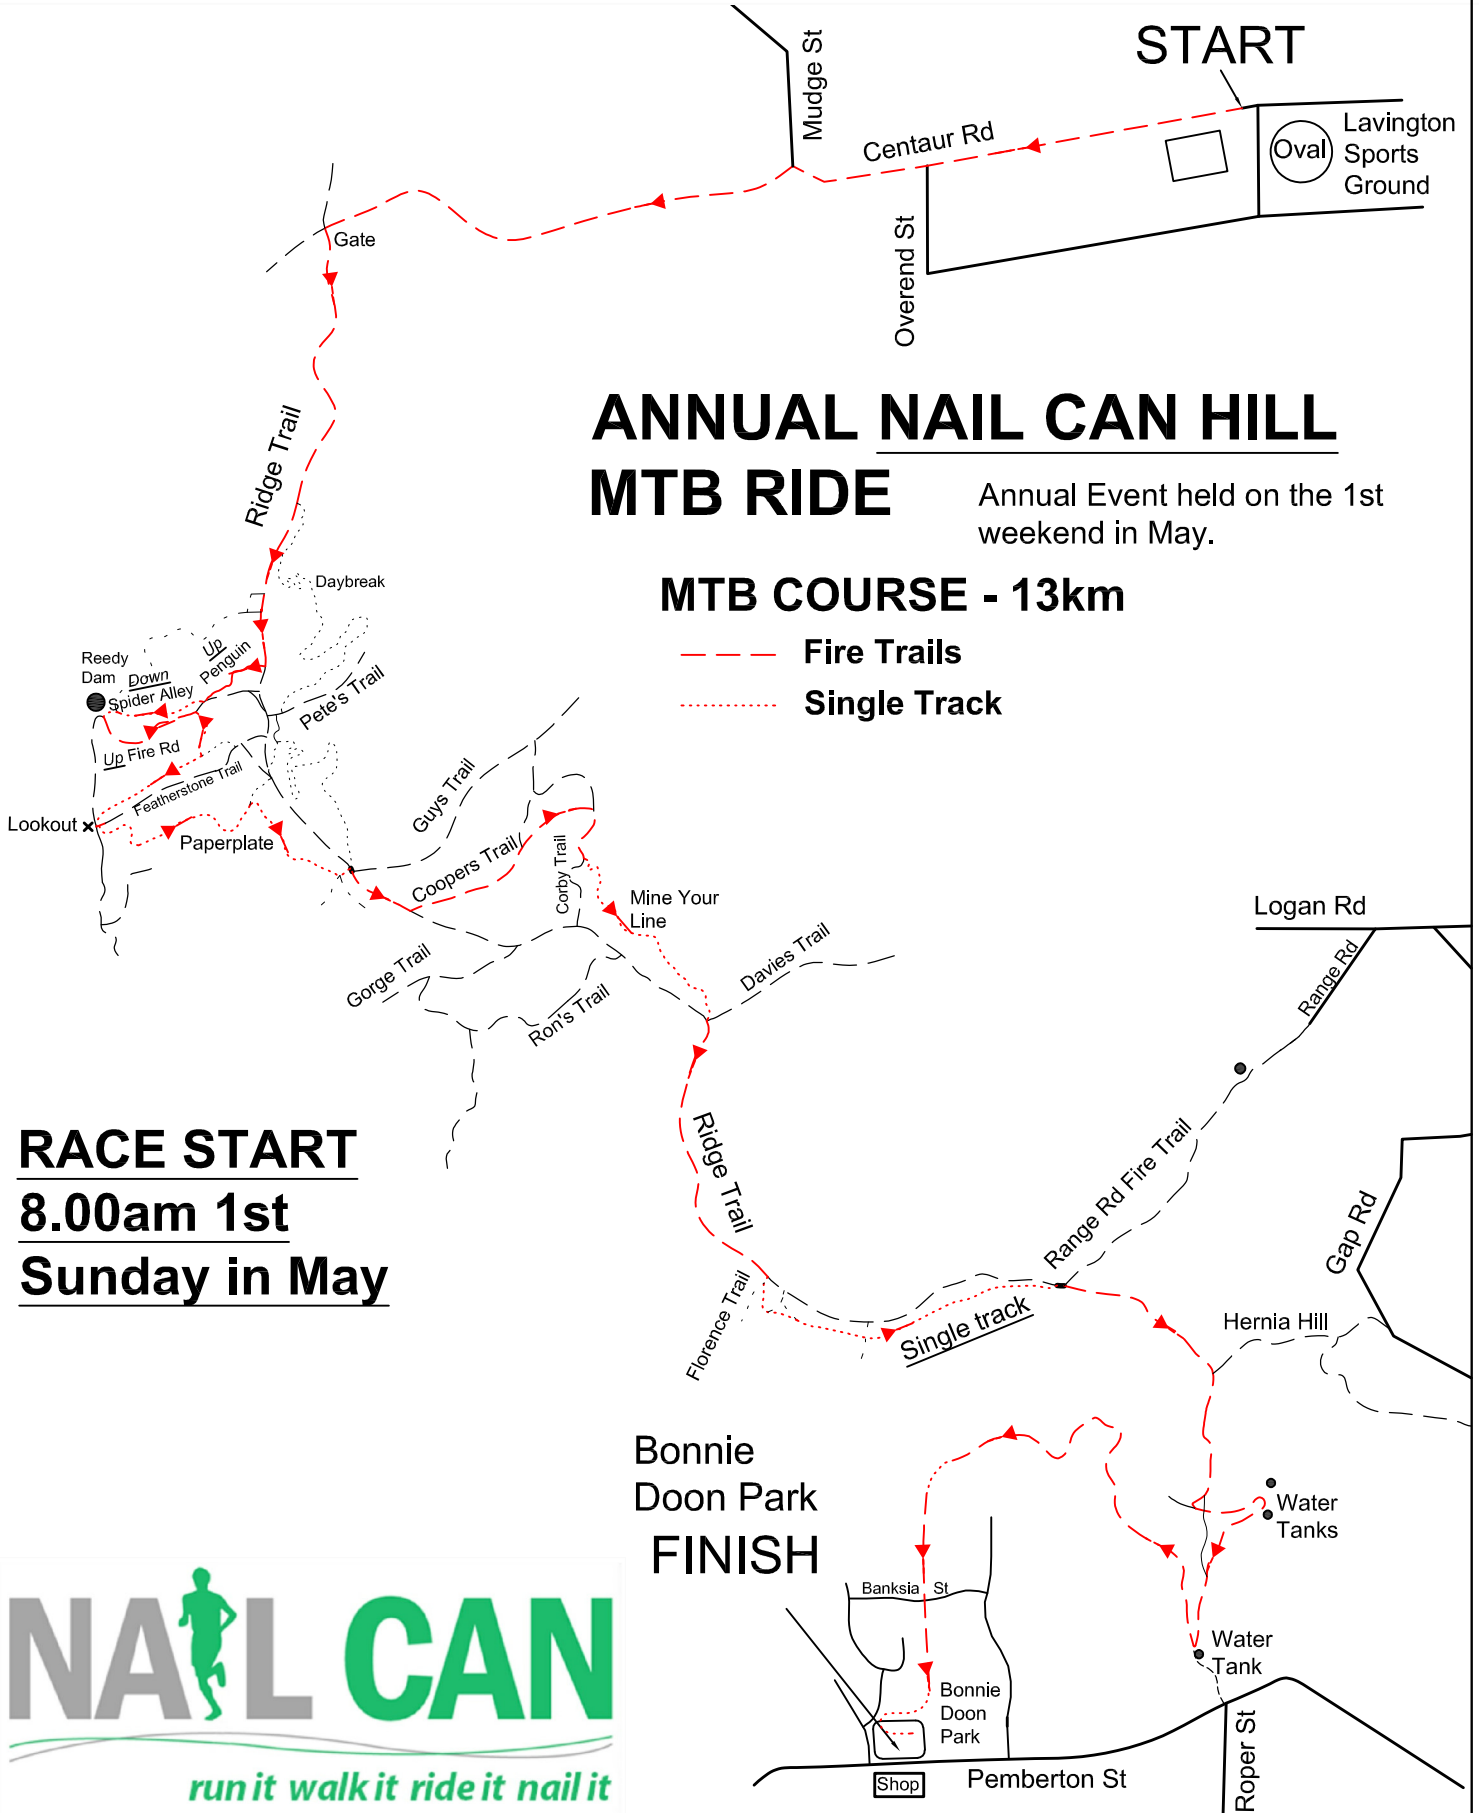 START
Mudge St
Centaur Rd
Oval
Lavington
Sports
Ground
Overend St
Gate
Ridge Trail
ANNUAL NAIL CAN HILL
MTB RIDE
Annual Event held on the 1st
weekend in May.
MTB COURSE - 13km
Fire Trails
Single Track
Daybreak
Up
Penguin
Reedy
Dam
Down
Spider Alley
Pete's Trail
Up Fire Rd
Featherstone Trail
Lookout
Paperplate
Guys Trail
Coopers Trail
Corby Trail
Mine Your
Line
Davies Trail
Gorge Trail
Ron's Trail
Logan Rd
Range Rd
RACE START
8.00am 1st
Sunday in May
Ridge Trail
Range Rd Fire Trail
Gap Rd
Florence Trail
Single track
Hernia Hill
Bonnie
Doon Park
FINISH
Water
Tanks
Banksia St
Water
Tank
Bonnie
Doon
Park
Shop
Pemberton St
Roper St
NAIL CAN
run it walk it ride it nail it